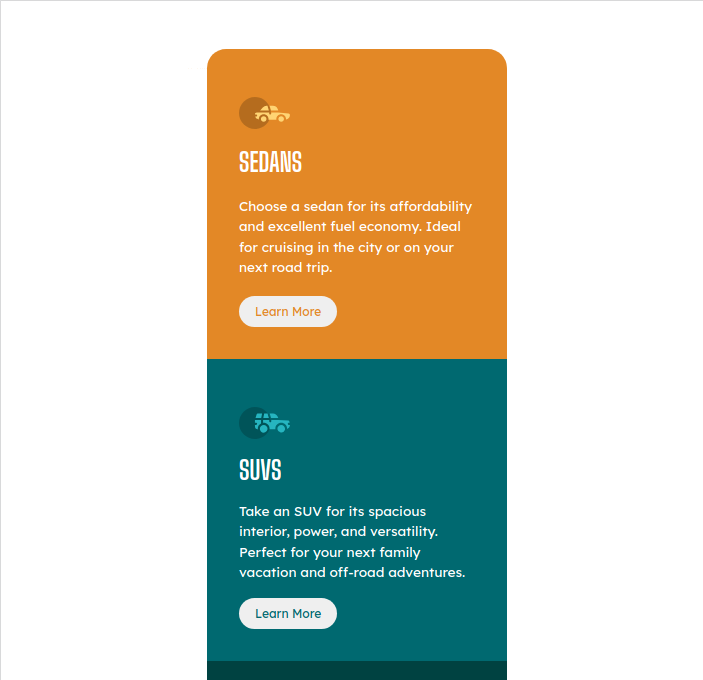 SEDANS
Choose a sedan for its affordability
and excellent fuel economy. Ideal
for cruising in the city or on your
next road trip.
Learn More
SUVS
Take an SUV for its spacious
interior, power, and versatility.
Perfect for your next family
vacation and off-road adventures.
Learn More